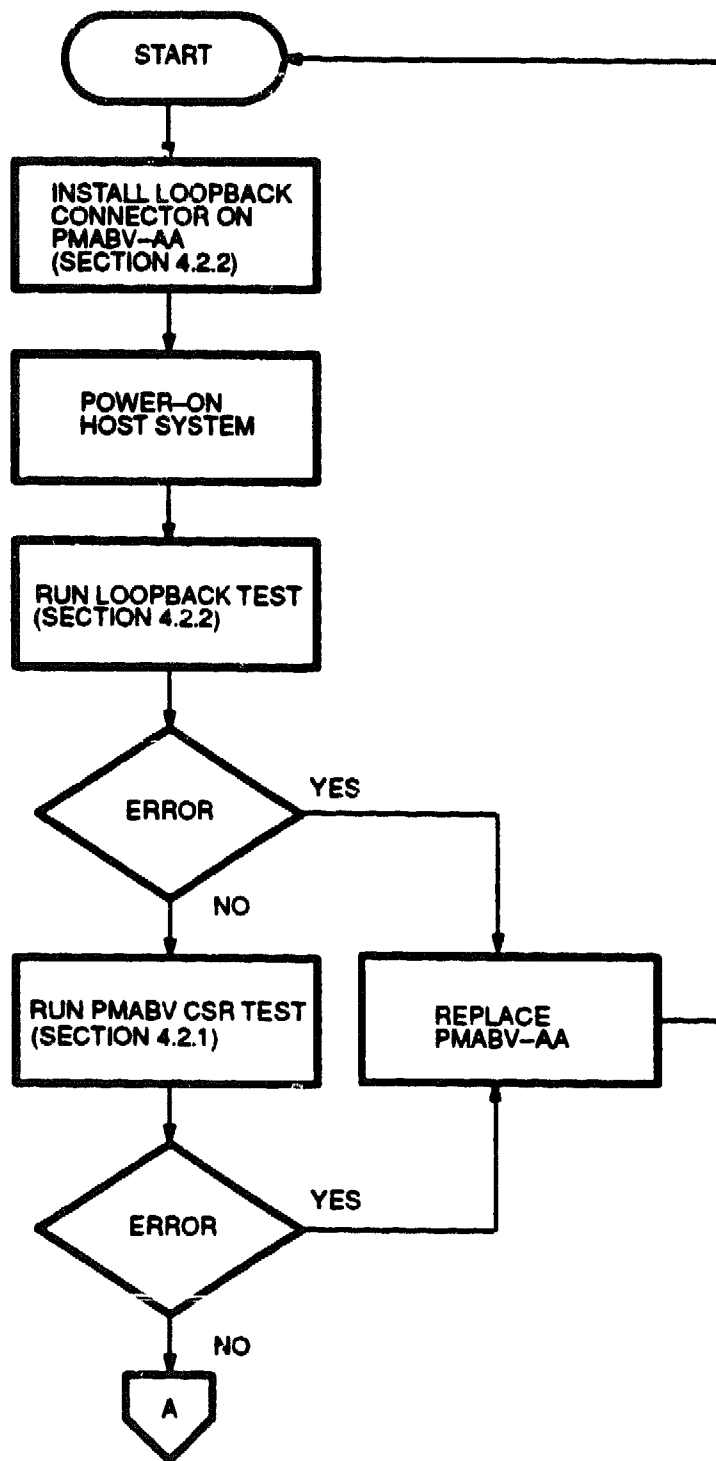 START
INSTALL LOOPBACK
CONNECTOR ON
PMABV-AA
(SECTION 4.2.2)
POWER-ON
HOST SYSTEM
RUN LOOPBACK TEST
(SECTION 4.2.2)
ERROR
YES
NO
RUN PMABV CSR TEST
(SECTION 4.2.1)
REPLACE
PMABV-AA
ERROR
YES
NO
A